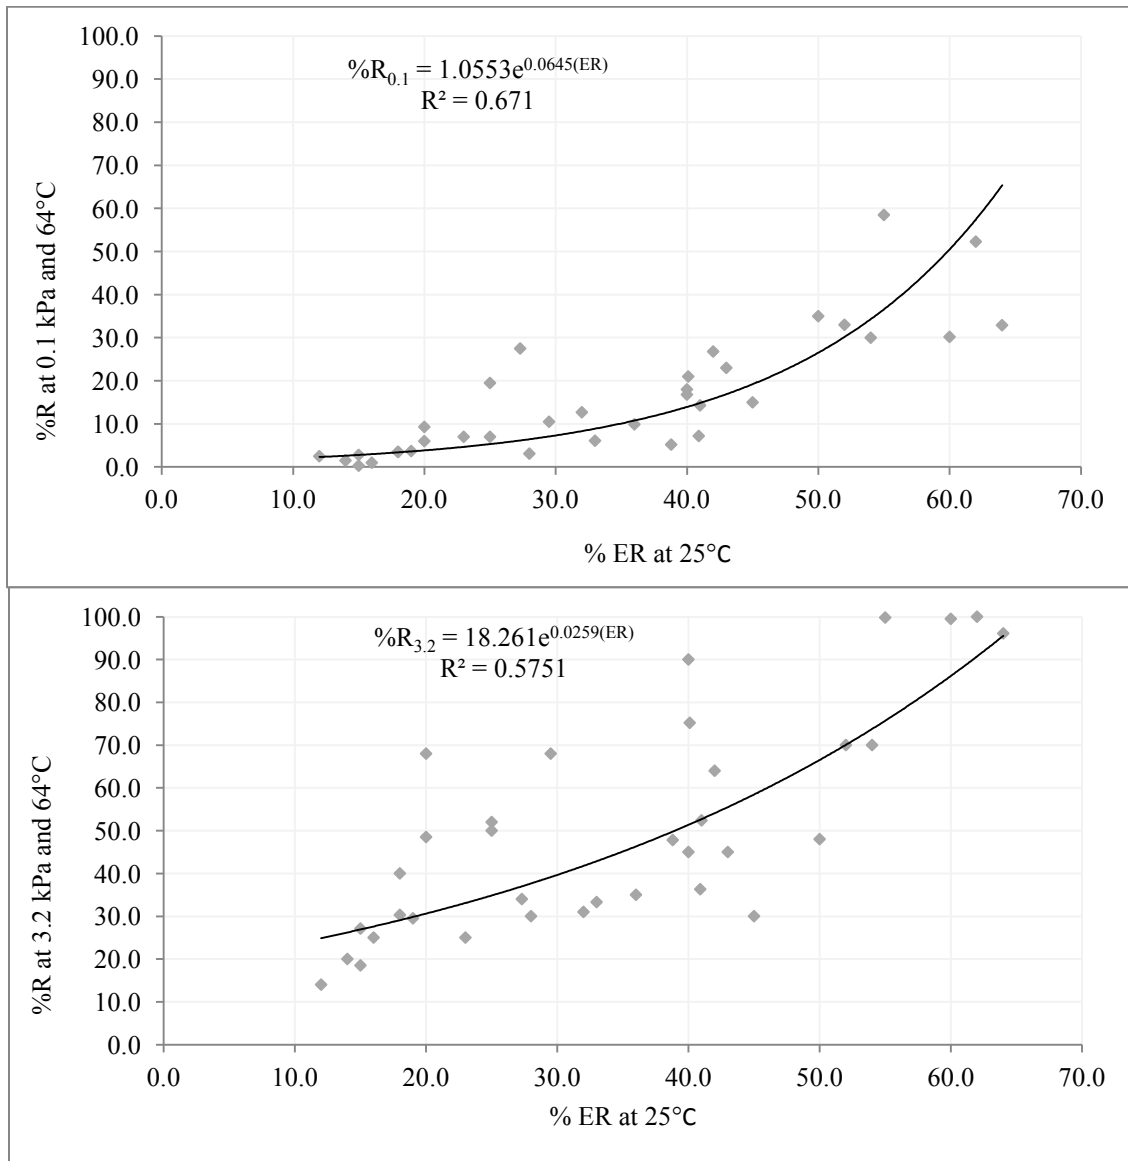 100.0
90.0
80.0
70.0
60.0
50.0
40.0
30.0
20.0
10.0
0.0
%R at 0.1 kPa and 64°C
%R0.1 = 1.0553e0.0645(ER)
R² = 0.671
0.0 10.0 20.0 30.0 40.0 50.0 60.0 70.0
% ER at 25°C
100.0
90.0
80.0
70.0
60.0
50.0
40.0
30.0
20.0
10.0
0.0
%R at 3.2 kPa and 64°C
%R3.2 = 18.261e0.0259(ER)
R² = 0.5751
0.0 10.0 20.0 30.0 40.0 50.0 60.0 70.0
% ER at 25°C